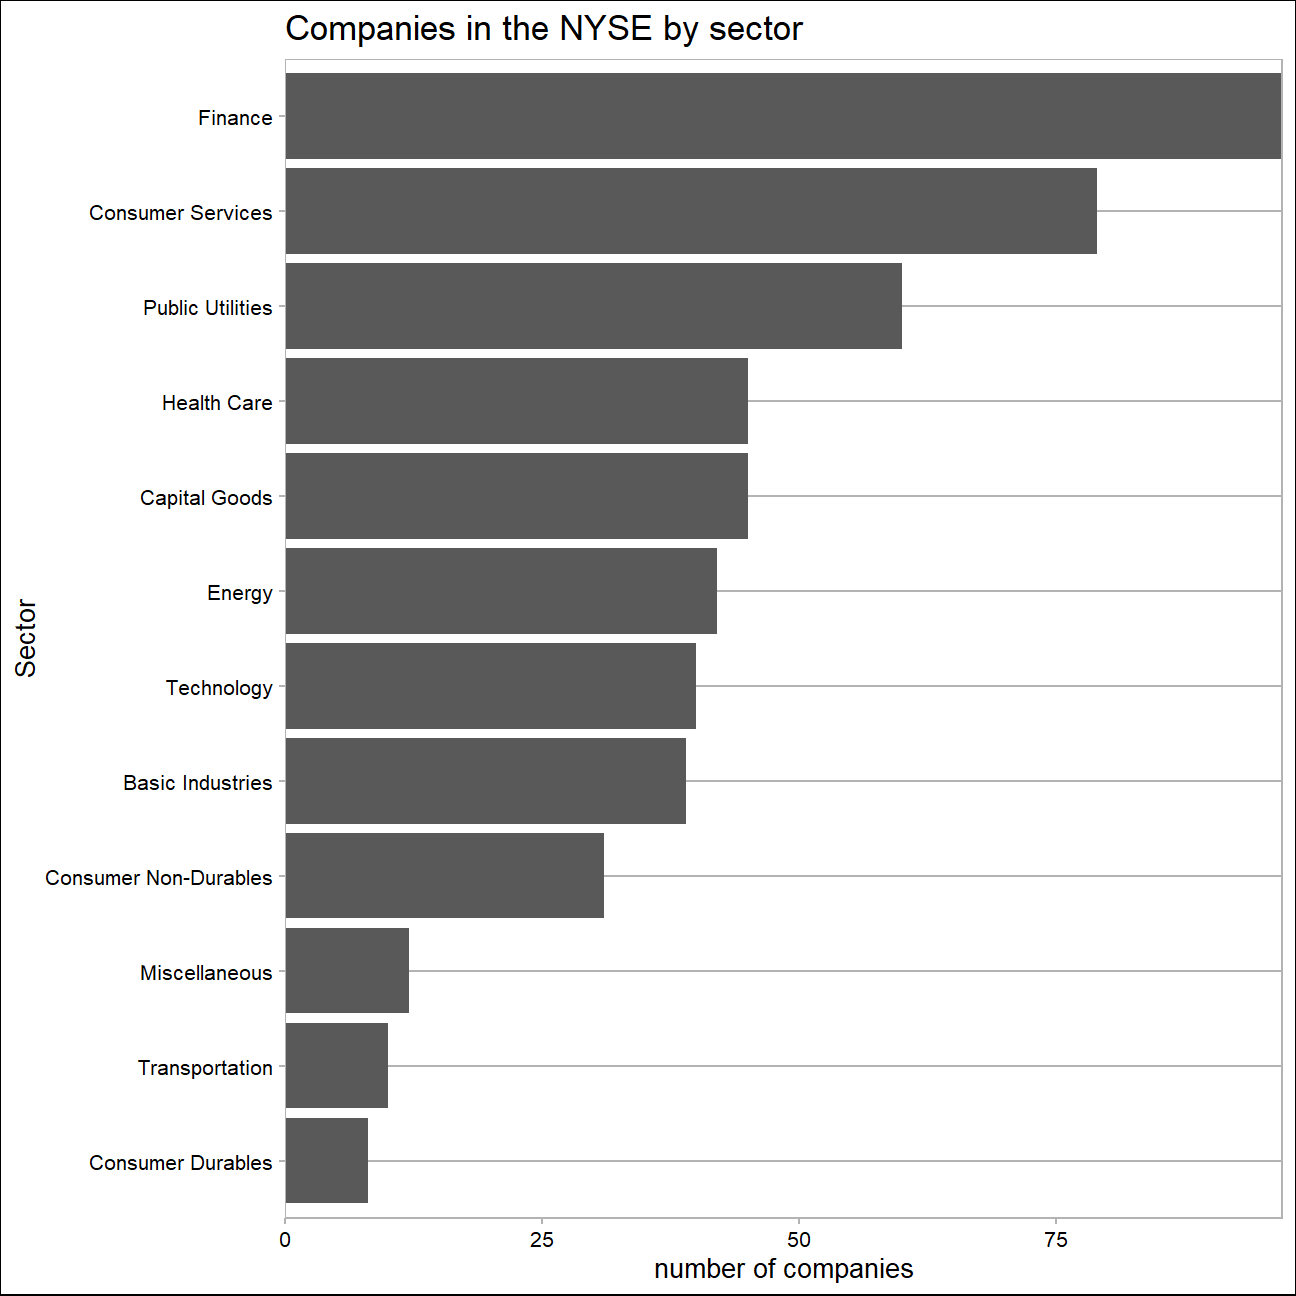 Companies in the NYSE by sector
Finance
Consumer Services
Public Utilities
Health Care
Capital Goods
Energy
Technology
Basic Industries
Consumer Non-Durables
Miscellaneous
Transportation
Consumer Durables
Sector
0 25 50 75
number of companies